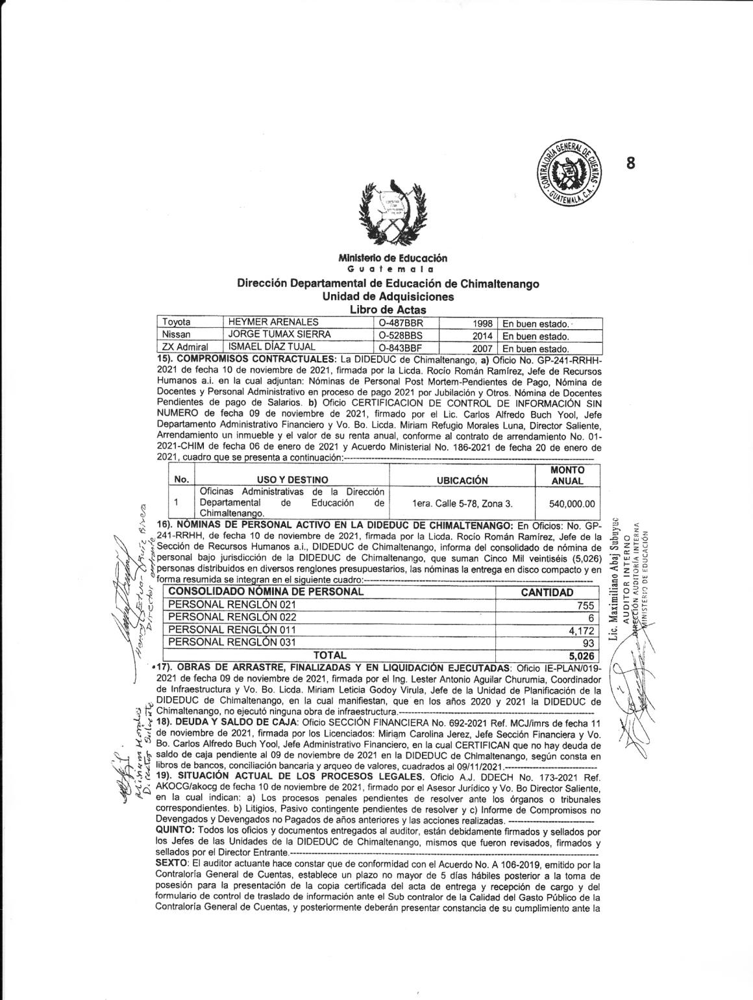 CONTRALORÍA GENERAL DE CUENTAS
- GUATEMALA, C.A. -
8
Ministerio de Educación
Guatemala
Dirección Departamental de Educación de Chimaltenango
Unidad de Adquisiciones
Libro de Actas
Toyota HEYMER ARENALES O-487BBR 1998 En buen estado.
Nissan JORGE TUMAX SIERRA O-528BBS 2014 En buen estado.
ZX Admiral ISMAEL DÍAZ TUJAL O-843BBF 2007 En buen estado.
15). COMPROMISOS CONTRACTUALES: La DIDEDUC de Chimaltenango, a) Oficio No. GP-241-RRHH-
2021 de fecha 10 de noviembre de 2021, firmada por la Licda. Rocío Román Ramírez, Jefe de Recursos
Humanos a.i. en la cual adjuntan: Nóminas de Personal Post Mortem-Pendientes de Pago, Nómina de
Docentes y Personal Administrativo en proceso de pago 2021 por Jubilación y Otros. Nómina de Docentes
Pendientes de pago de Salarios. b) Oficio CERTIFICACION DE CONTROL DE INFORMACIÓN SIN
NUMERO de fecha 09 de noviembre de 2021, firmado por el Lic. Carlos Alfredo Buch Yool, Jefe
Departamento Administrativo Financiero y Vo. Bo. Licda. Miriam Refugio Morales Luna, Director Saliente,
Arrendamiento un inmueble y el valor de su renta anual, conforme al contrato de arrendamiento No. 01-
2021-CHIM de fecha 06 de enero de 2021 y Acuerdo Ministerial No. 186-2021 de fecha 20 de enero de
2021, cuadro que se presenta a continuación:-----
No. USO Y DESTINO UBICACIÓN MONTO
ANUAL
1 Oficinas Administrativas de la Dirección
Departamental de Educación de
Chimaltenango. 1era. Calle 5-78, Zona 3. 540,000.00
16). NÓMINAS DE PERSONAL ACTIVO EN LA DIDEDUC DE CHIMALTENANGO: En Oficios: No. GP-
241-RRHH, de fecha 10 de noviembre de 2021, firmada por la Licda. Rocío Román Ramírez, Jefe de la
Sección de Recursos Humanos a.i., DIDEDUC de Chimaltenango, informa del consolidado de nómina de
personal bajo jurisdicción de la DIDEDUC de Chimaltenango, que suman Cinco Mil veintiséis (5,026)
personas distribuidos en diversos renglones presupuestarios, las nóminas la entrega en disco compacto y en
forma resumida se integran en el siguiente cuadro:-----
CONSOLIDADO NÓMINA DE PERSONAL CANTIDAD
PERSONAL RENGLÓN 021 755
PERSONAL RENGLÓN 022 6
PERSONAL RENGLÓN 011 4,172
PERSONAL RENGLÓN 031 93
TOTAL 5,026
17). OBRAS DE ARRASTRE, FINALIZADAS Y EN LIQUIDACIÓN EJECUTADAS: Oficio IE-PLAN/019-
2021 de fecha 09 de noviembre de 2021, firmada por el Ing. Lester Antonio Aguilar Churumia, Coordinador
de Infraestructura y Vo. Bo. Licda. Miriam Leticia Godoy Virula, Jefe de la Unidad de Planificación de la
DIDEDUC de Chimaltenango, en la cual manifiestan, que en los años 2020 y 2021 la DIDEDUC de
Chimaltenango, no ejecutó ninguna obra de infraestructura.-----
18). DEUDA Y SALDO DE CAJA: Oficio SECCIÓN FINANCIERA No. 692-2021 Ref. MCJ/imrs de fecha 11
de noviembre de 2021, firmada por los Licenciados: Miriam Carolina Jerez, Jefe Sección Financiera y Vo.
Bo. Carlos Alfredo Buch Yool, Jefe Administrativo Financiero, en la cual CERTIFICAN que no hay deuda de
saldo de caja pendiente al 09 de noviembre de 2021 en la DIDEDUC de Chimaltenango, según consta en
libros de bancos, conciliación bancaria y arqueo de valores, cuadrados al 09/11/2021.-----
19). SITUACIÓN ACTUAL DE LOS PROCESOS LEGALES. Oficio A.J. DDECH No. 173-2021 Ref.
AKOCG/akocg de fecha 10 de noviembre de 2021, firmado por el Asesor Jurídico y Vo. Bo Director Saliente,
en la cual indican: a) Los procesos penales pendientes de resolver ante los órganos o tribunales
correspondientes. b) Litigios, Pasivo contingente pendientes de resolver y c) Informe de Compromisos no
Devengados y Devengados no Pagados de años anteriores y las acciones realizadas. -----
QUINTO: Todos los oficios y documentos entregados al auditor, están debidamente firmados y sellados por
los Jefes de las Unidades de la DIDEDUC de Chimaltenango, mismos que fueron revisados, firmados y
sellados por el Director Entrante.-----
SEXTO: El auditor actuante hace constar que de conformidad con el Acuerdo No. A 106-2019, emitido por la
Contraloría General de Cuentas, establece un plazo no mayor de 5 días hábiles posterior a la toma de
posesión para la presentación de la copia certificada del acta de entrega y recepción de cargo y del
formulario de control de traslado de información ante el Sub contralor de la Calidad del Gasto Público de la
Contraloría General de Cuentas, y posteriormente deberán presentar constancia de su cumplimiento ante la
Director entrante
Miriam Morales
Director Saliente
Lic. Maximiliano Abaj Subuyuc
AUDITOR INTERNO
DIRECCIÓN AUDITORÍA INTERNA
MINISTERIO DE EDUCACIÓN